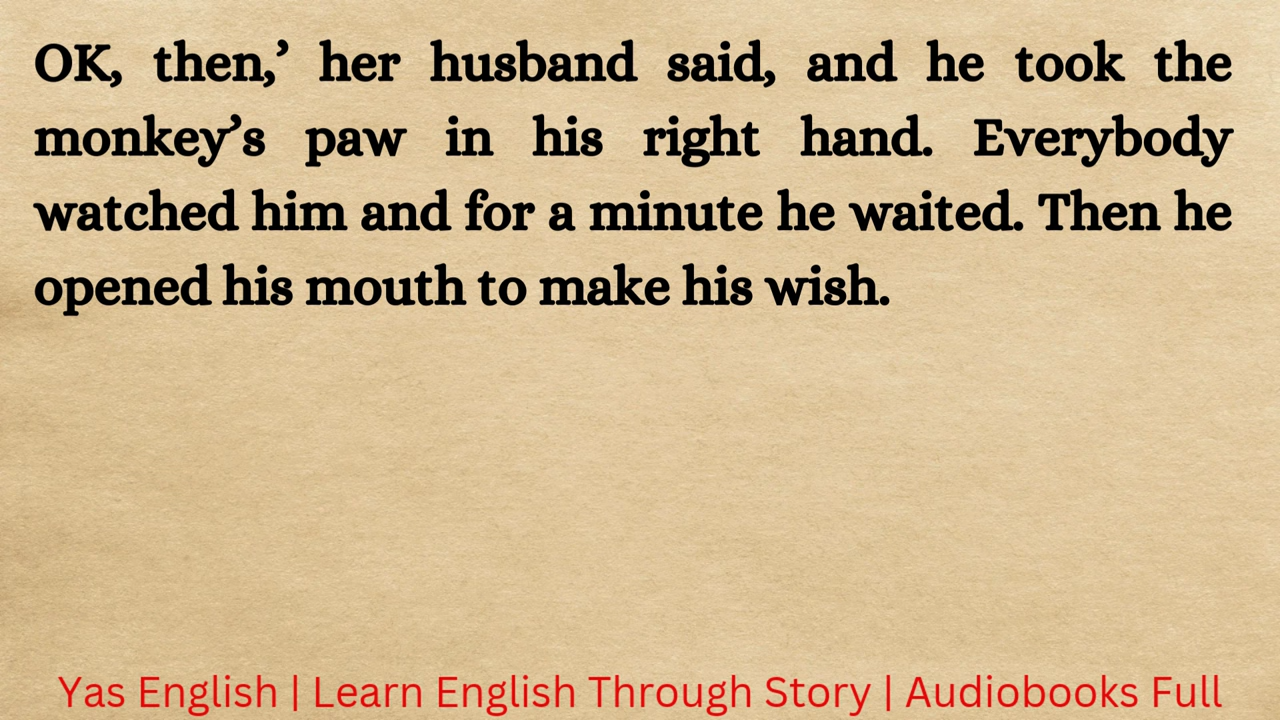 OK, then,’ her husband said, and he took the
monkey’s paw in his right hand. Everybody
watched him and for a minute he waited. Then he
opened his mouth to make his wish.
Yas English | Learn English Through Story | Audiobooks Full